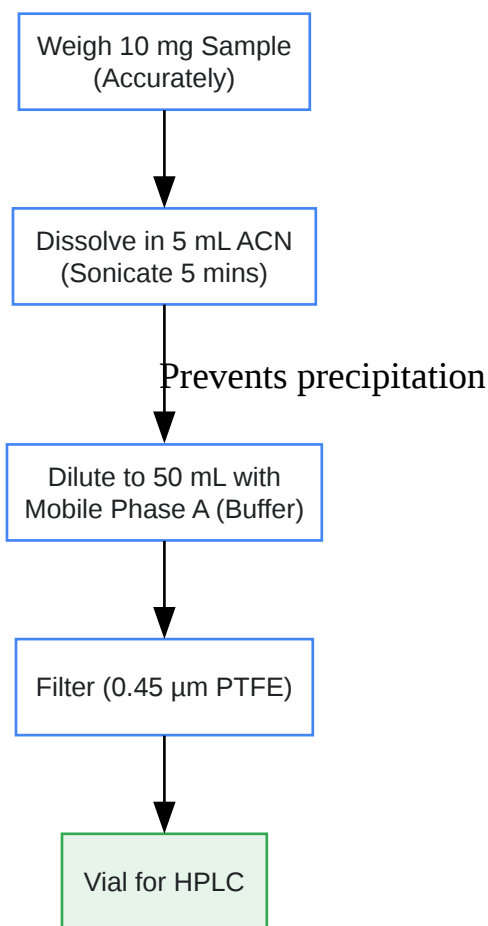 Weigh 10 mg Sample
(Accurately)
Dissolve in 5 mL ACN
(Sonicate 5 mins)
Prevents precipitation
Dilute to 50 mL with
Mobile Phase A (Buffer)
Filter (0.45 µm PTFE)
Vial for HPLC